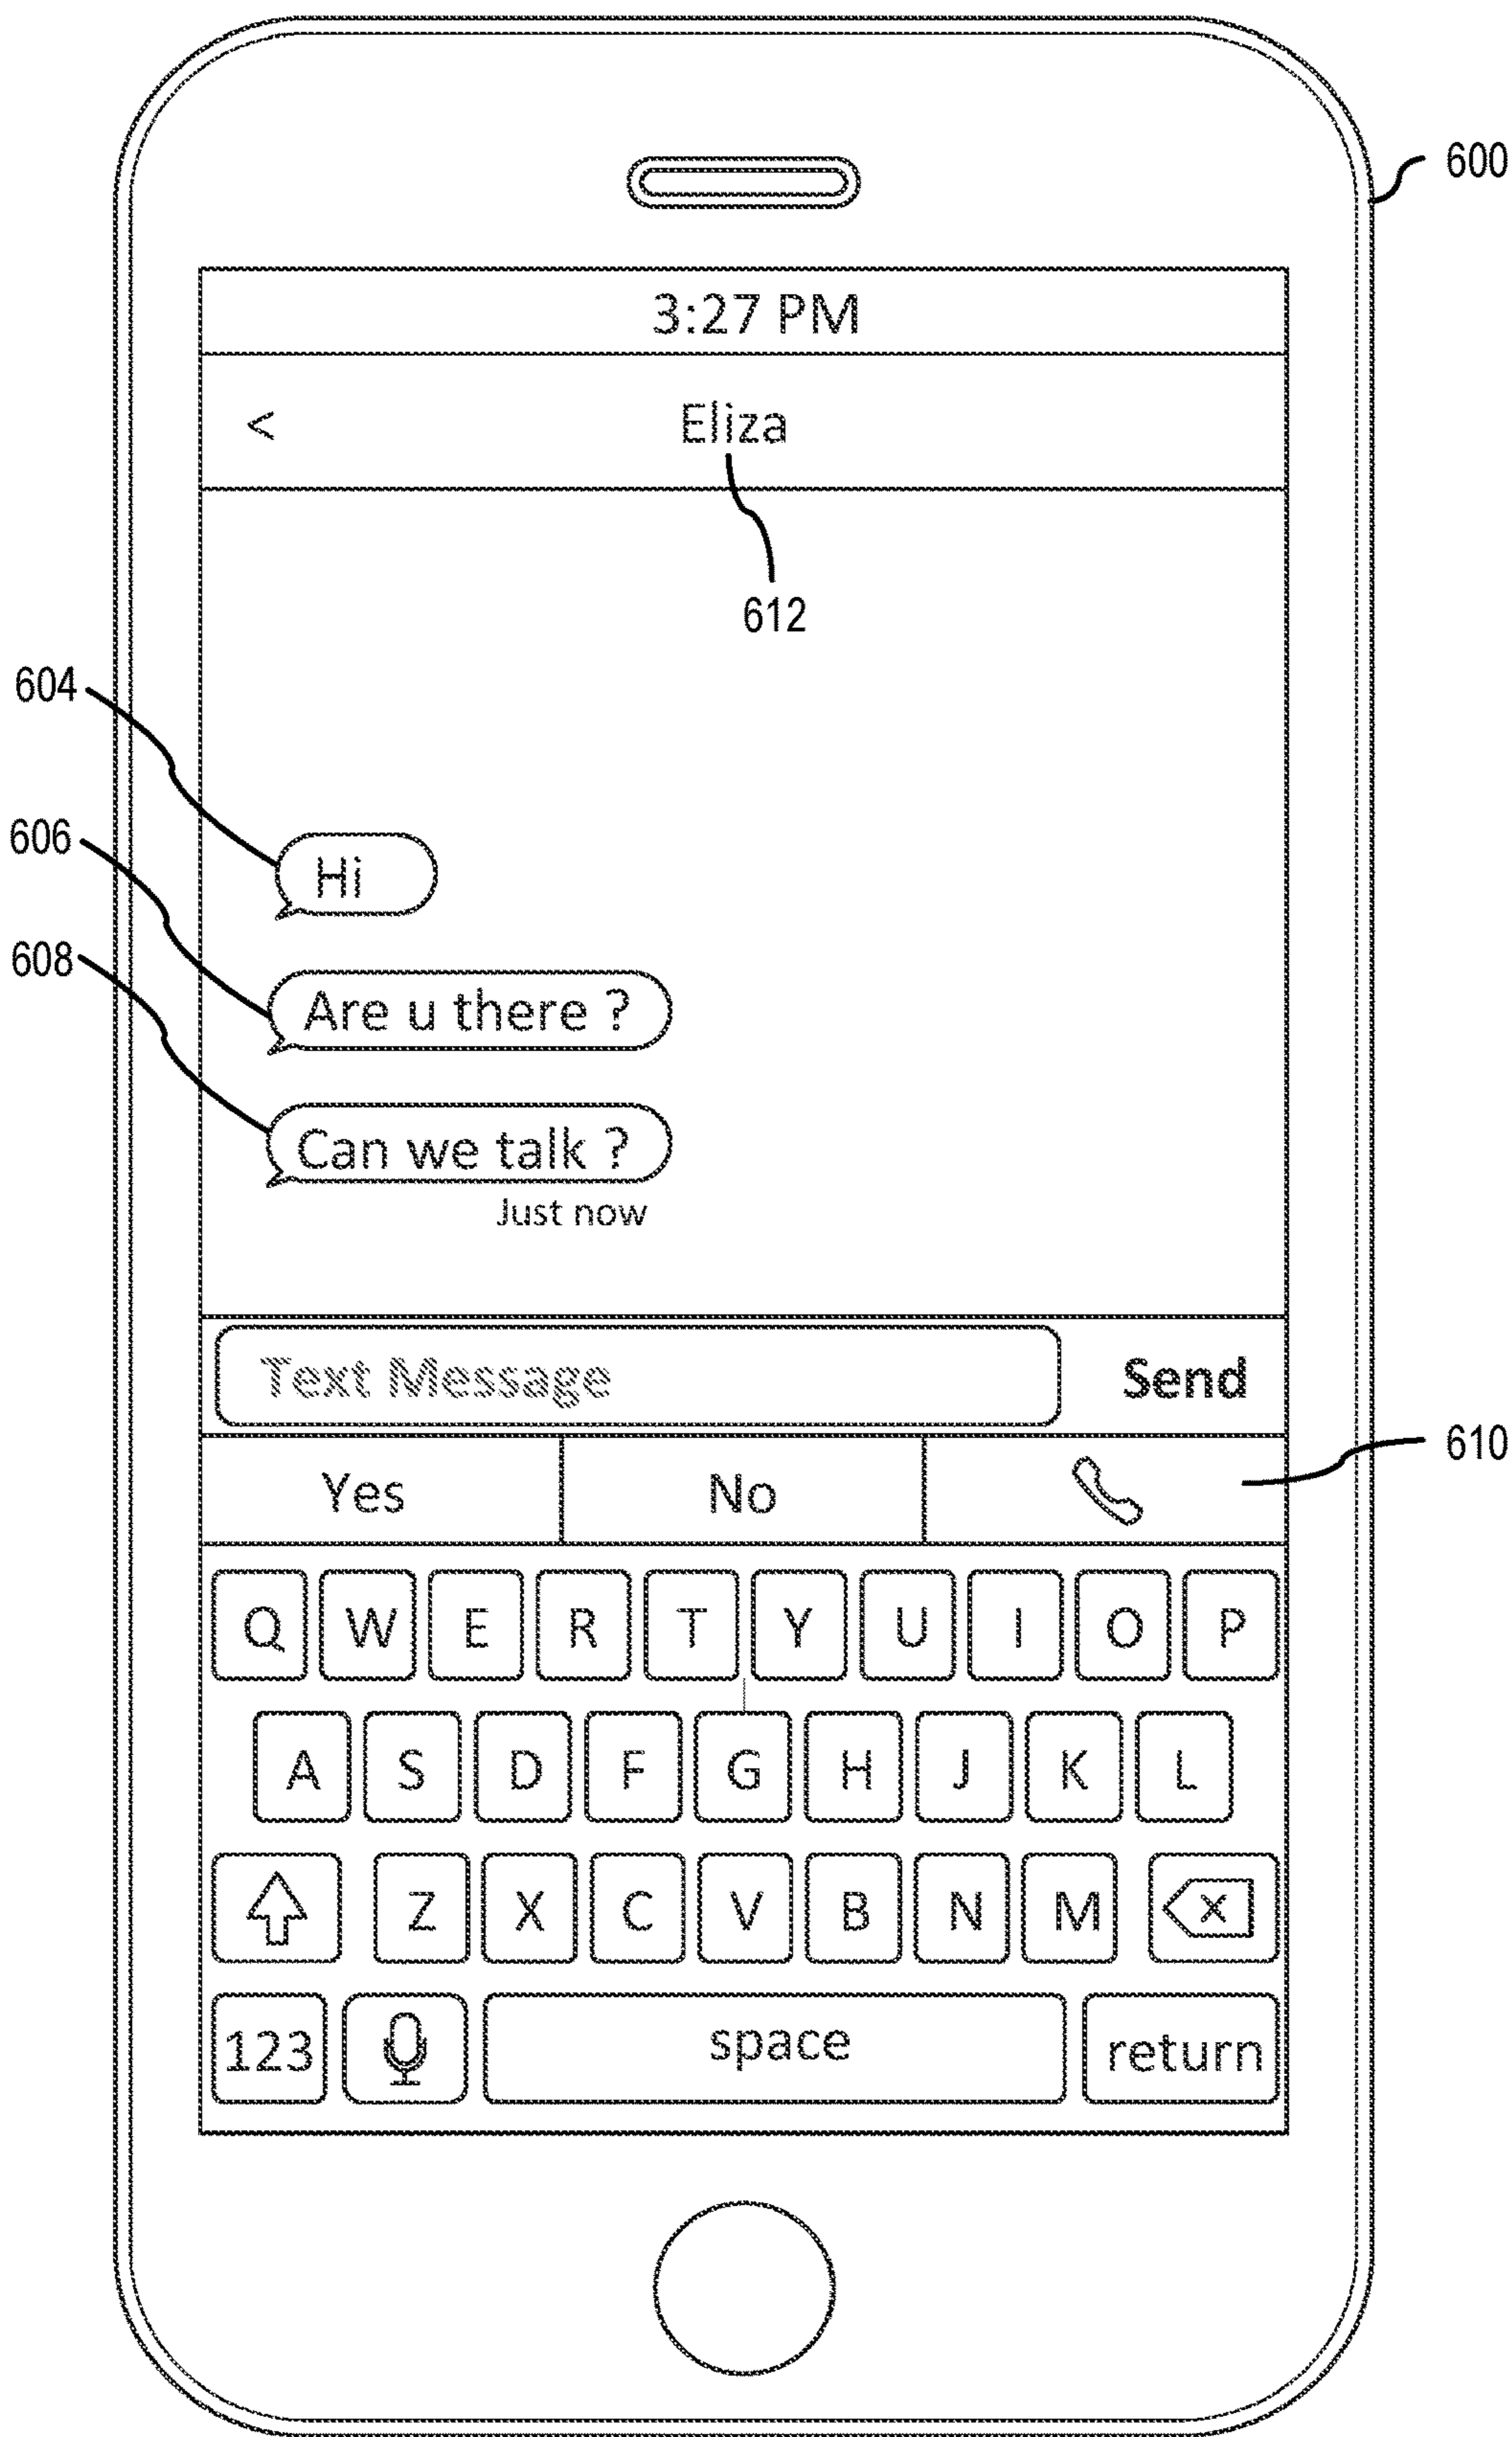 600
3:27 PM
< Eliza
612
604
Hi
606
Are u there ?
608
Can we talk ?
Just now
Text Message Send
610
Yes No
Q W E R T Y U I O P
A S D F G H J K L
Z X C V B N M X
123 space return